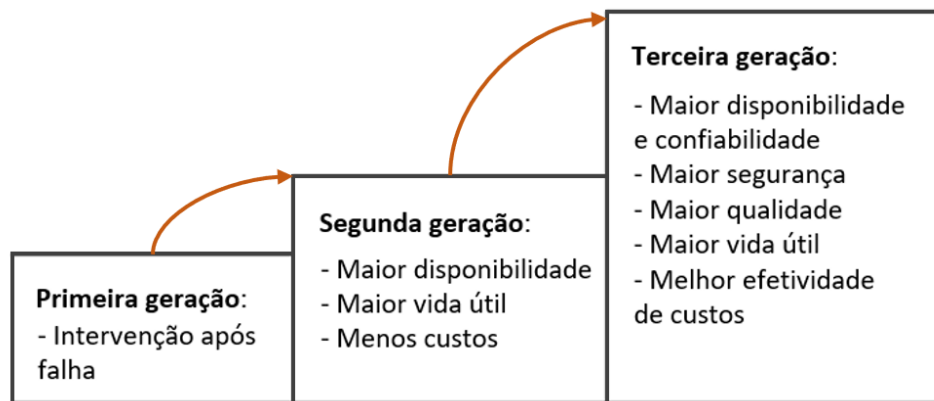 Primeira geração:
- Intervenção após
falha
Segunda geração:
- Maior disponibilidade
- Maior vida útil
- Menos custos
Terceira geração:
- Maior disponibilidade
e confiabilidade
- Maior segurança
- Maior qualidade
- Maior vida útil
- Melhor efetividade
de custos